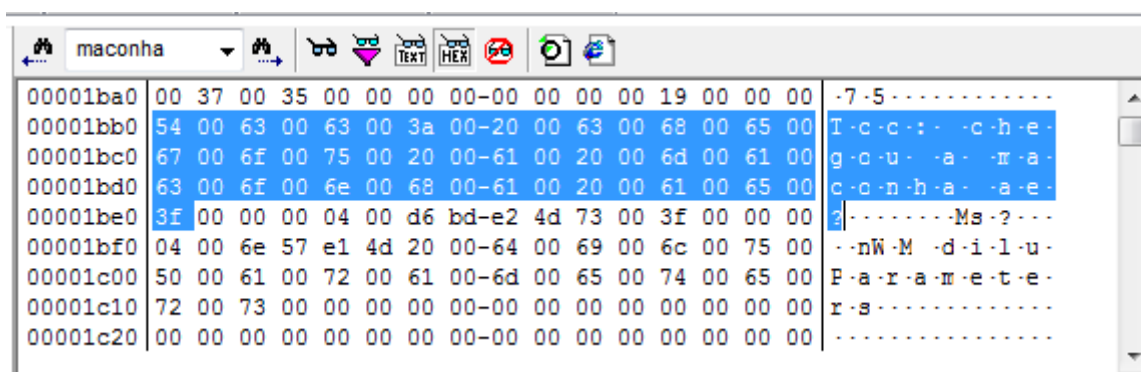 maconha
TEXT HEX
00001ba0 00 37 00 35 00 00 00 00-00 00 00 00 19 00 00 00 ·7·5············
00001bb0 54 00 63 00 63 00 3a 00-20 00 63 00 68 00 65 00 T·c·c·:· ·c·h·e·
00001bc0 67 00 6f 00 75 00 20 00-61 00 20 00 6d 00 61 00 g·o·u· ·a· ·m·a·
00001bd0 63 00 6f 00 6e 00 68 00-61 00 20 00 61 00 65 00 c·o·n·h·a· ·a·e·
00001be0 3f 00 00 00 04 00 d6 bd-e2 4d 73 00 3f 00 00 00 ?········Ms·?···
00001bf0 04 00 6e 57 e1 4d 20 00-64 00 69 00 6c 00 75 00 ··nW·M ·d·i·l·u·
00001c00 50 00 61 00 72 00 61 00-6d 00 65 00 74 00 65 00 P·a·r·a·m·e·t·e·
00001c10 72 00 73 00 00 00 00 00-00 00 00 00 00 00 00 00 r·s·············
00001c20 00 00 00 00 00 00 00 00-00 00 00 00 00 00 00 00 ················